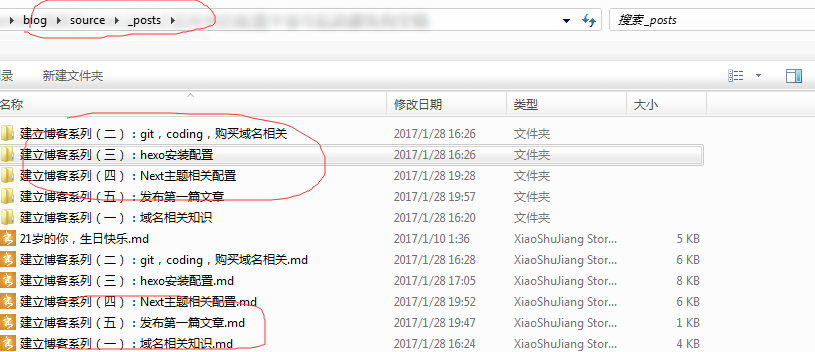 blog source _posts 搜索_posts
录 新建文件夹
名称 修改日期 类型 大小
建立博客系列（二）：git，coding，购买域名相关 2017/1/28 16:26 文件夹
建立博客系列（三）：hexo安装配置 2017/1/28 16:26 文件夹
建立博客系列（四）：Next主题相关配置 2017/1/28 19:28 文件夹
建立博客系列（五）：发布第一篇文章 2017/1/28 19:57 文件夹
建立博客系列（一）：域名相关知识 2017/1/28 16:20 文件夹
21岁的你，生日快乐.md 2017/1/10 1:36 XiaoShuJiang Stor... 5 KB
建立博客系列（二）：git，coding，购买域名相关.md 2017/1/28 16:28 XiaoShuJiang Stor... 6 KB
建立博客系列（三）：hexo安装配置.md 2017/1/28 17:05 XiaoShuJiang Stor... 8 KB
建立博客系列（四）：Next主题相关配置.md 2017/1/28 19:52 XiaoShuJiang Stor... 6 KB
建立博客系列（五）：发布第一篇文章.md 2017/1/28 19:47 XiaoShuJiang Stor... 1 KB
建立博客系列（一）：域名相关知识.md 2017/1/28 16:24 XiaoShuJiang Stor... 4 KB